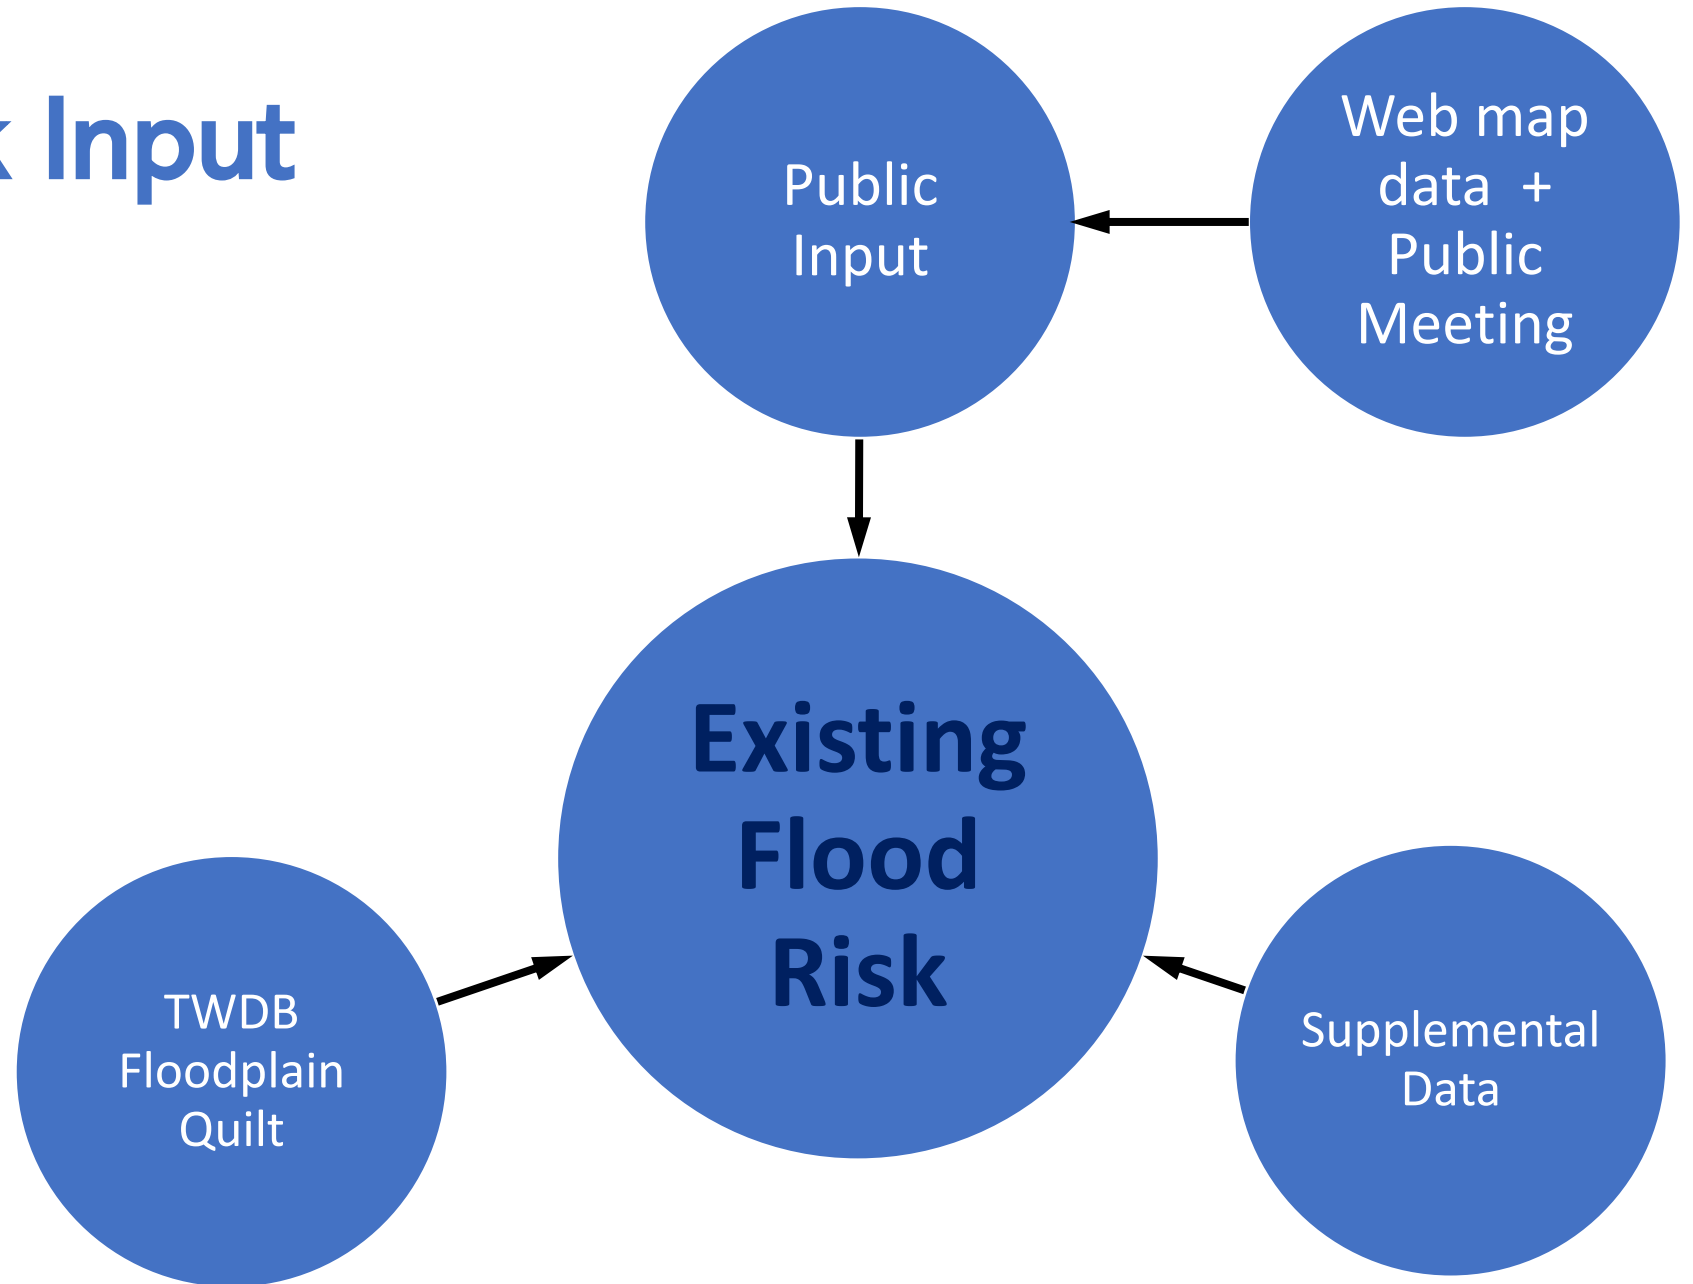 k Input
Public
Input
Web map
data +
Public
Meeting
Existing
Flood
Risk
TWDB
Floodplain
Quilt
Supplemental
Data